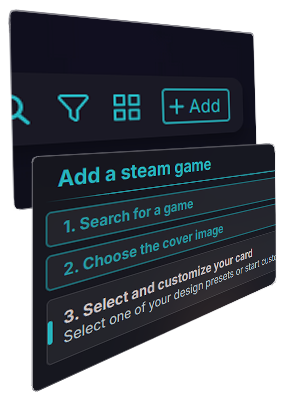 + Add
Add a steam game
1. Search for a game
2. Choose the cover image
3. Select and customize your card
Select one of your design presets or start